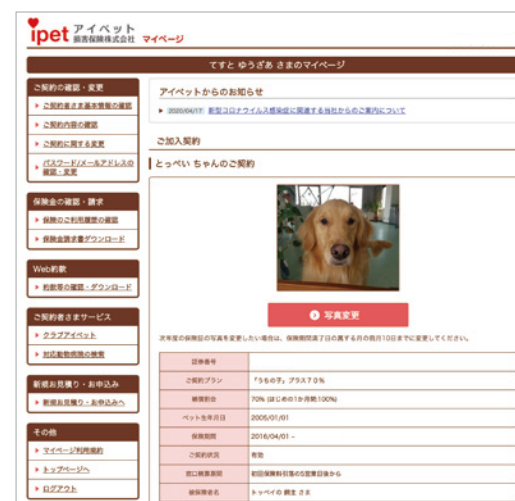 ipet アイペット
損害保険株式会社 マイページ
てすと ゆうざあ さまのマイページ
ご契約の確認・変更
ご契約者さま基本情報の確認
ご契約内容の確認
ご契約に関する変更
パスワード/メールアドレスの
確認・変更
保険金の確認・請求
保険のご利用履歴の確認
保険金請求書ダウンロード
Web約款
約款等の確認・ダウンロード
ご契約者さまサービス
クラブアイペット
対応動物病院の検索
新規お見積り・お申込み
新規お見積り・お申込みへ
その他
マイページ利用規約
トップページへ
ログアウト
アイペットからのお知らせ
2020/04/17 新型コロナウイルス感染症に関連する当社からのご案内について
ご加入契約
とっぺい ちゃんのご契約
写真変更
次年度の保険証の写真を変更したい場合は、保険期間満了日の属する月の前月10日までに変更してください。
証券番号
ご契約プラン 「うちの子」プラス70%
補償割合 70% (はじめの1か月間:100%)
ペット生年月日 2005/01/01
保険期間 2016/04/01 -
ご契約状況 有効
窓口精算期間 初回保険料引落の5営業日後から
被保険者名 トッペイの 飼主 さま